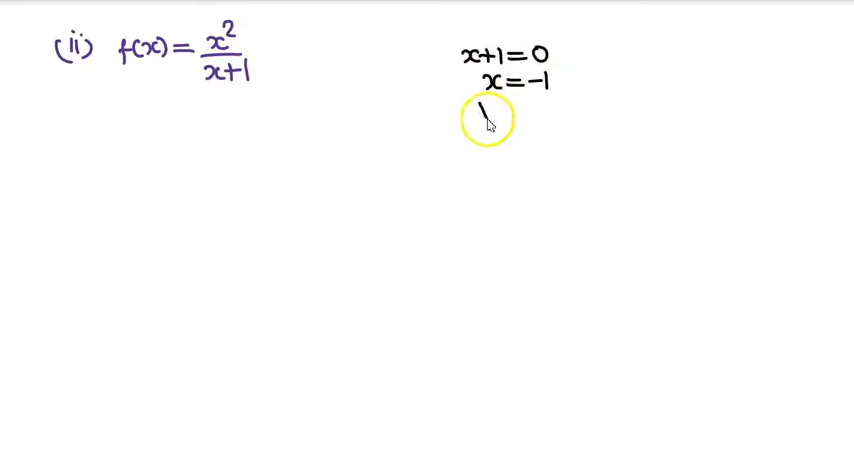 (ii) f(x) = x²/(x+1)
x+1=0
x=-1